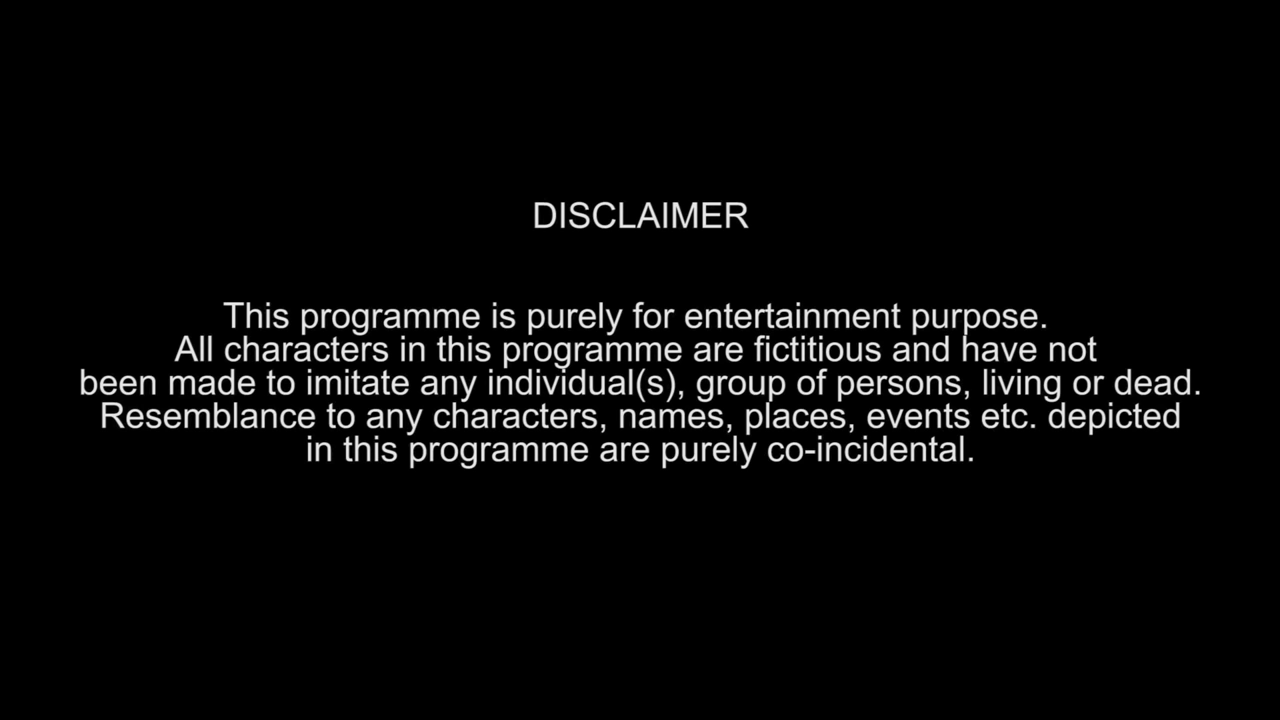 DISCLAIMER
This programme is purely for entertainment purpose.
All characters in this programme are fictitious and have not
been made to imitate any individual(s), group of persons, living or dead.
Resemblance to any characters, names, places, events etc. depicted
in this programme are purely co-incidental.